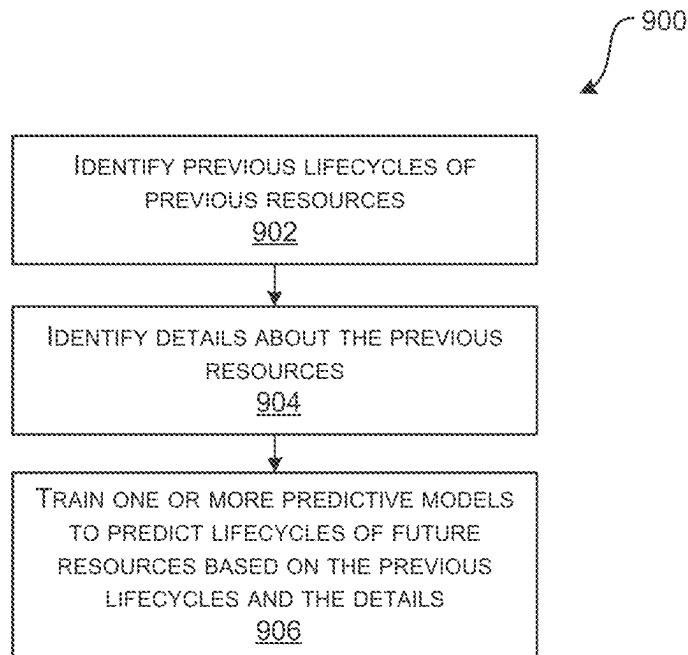 900
IDENTIFY PREVIOUS LIFECYCLES OF
PREVIOUS RESOURCES
902
IDENTIFY DETAILS ABOUT THE PREVIOUS
RESOURCES
904
TRAIN ONE OR MORE PREDICTIVE MODELS
TO PREDICT LIFECYCLES OF FUTURE
RESOURCES BASED ON THE PREVIOUS
LIFECYCLES AND THE DETAILS
906